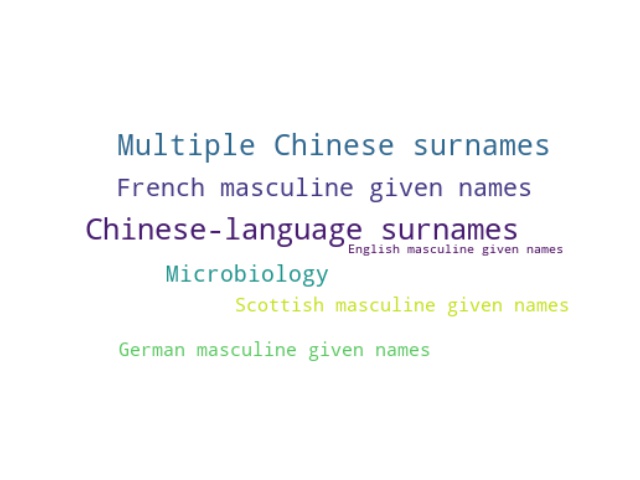 Multiple Chinese surnames
French masculine given names
Chinese-language surnames
English masculine given names
Microbiology
Scottish masculine given names
German masculine given names